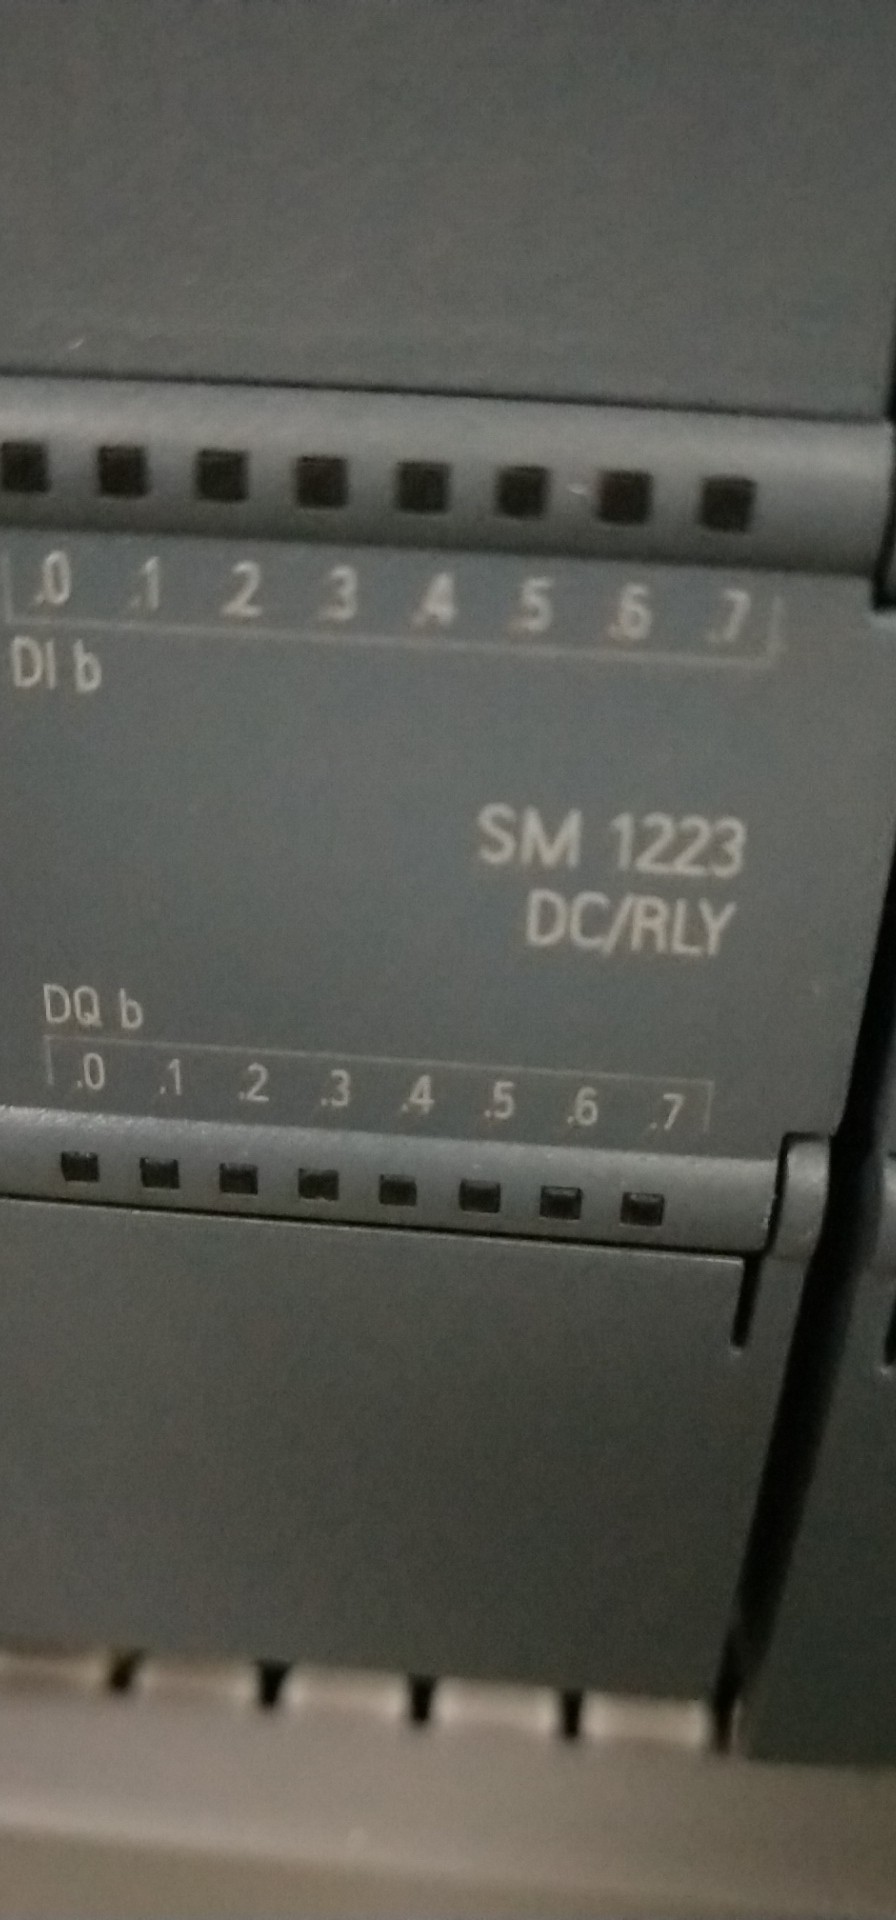 .0 .1 .2 .3 .4 .5 .6 .7
DI b
SM 1223
DC/RLY
DQ b
.0 .1 .2 .3 .4 .5 .6 .7